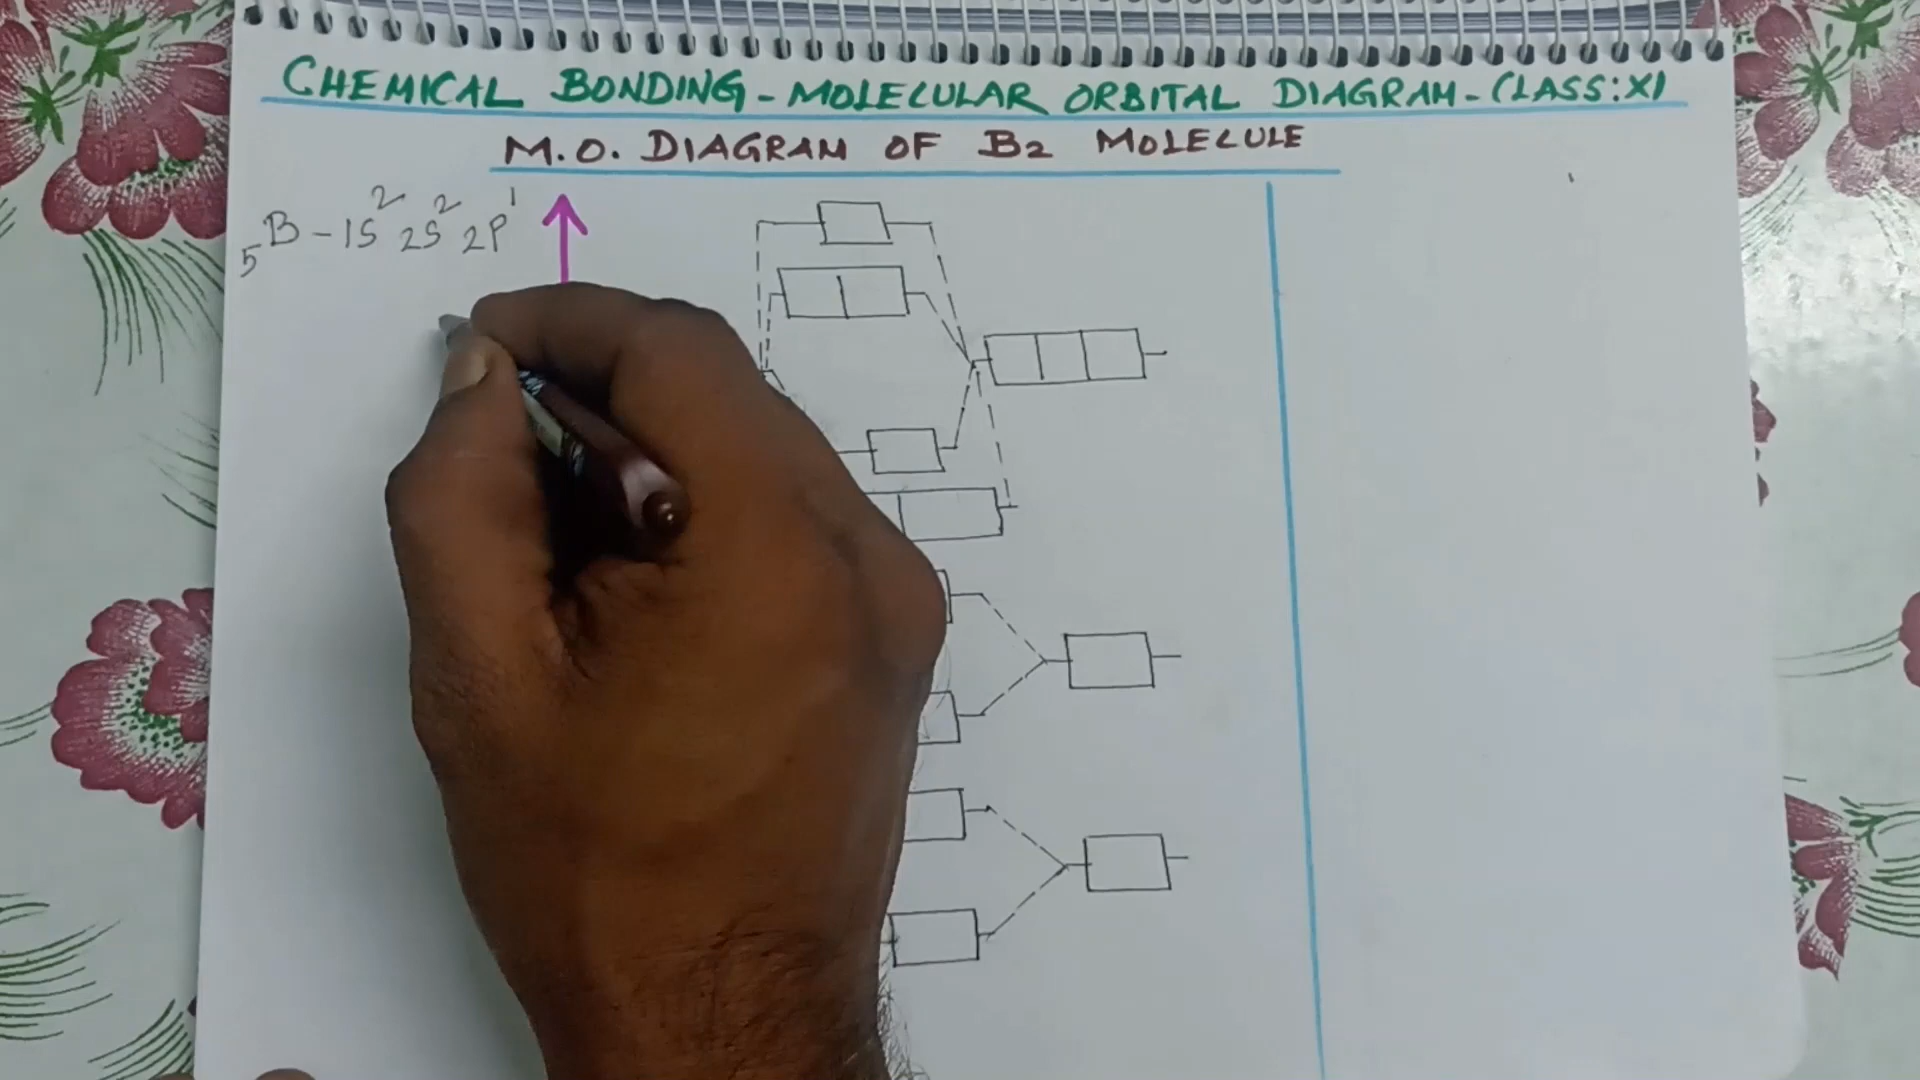 CHEMICAL BONDING - MOLECULAR ORBITAL DIAGRAM - CLASS: XI
M.O. DIAGRAM OF B2 MOLECULE
5B - 1S² 2S² 2P¹